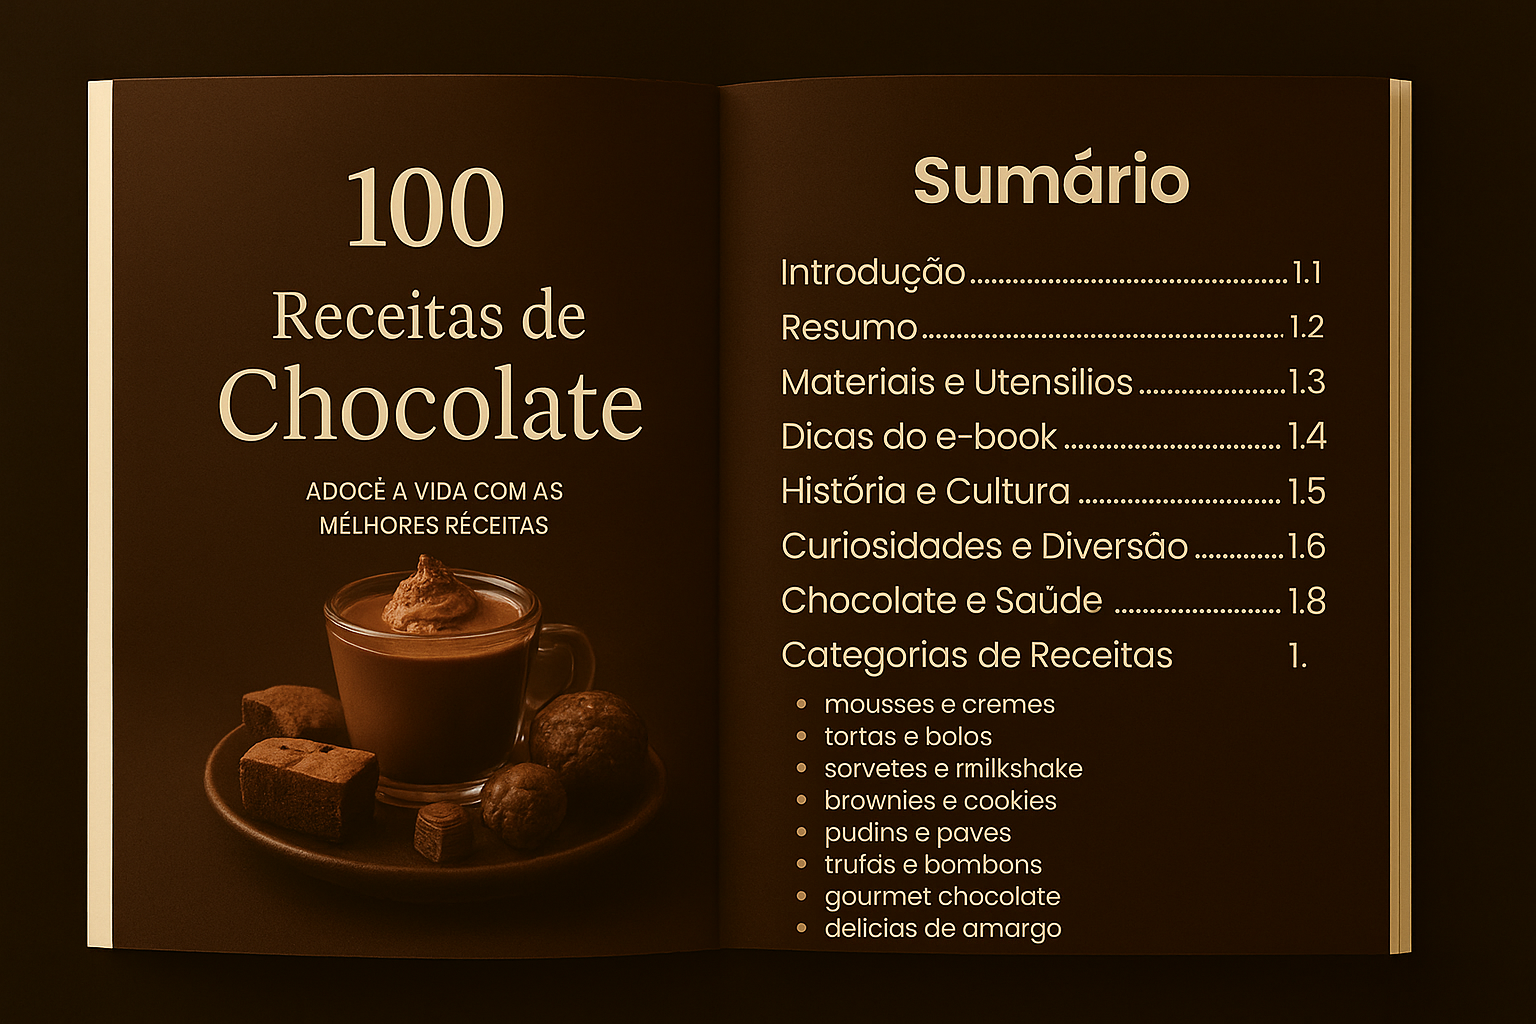 100
Receitas de
Chocolate
ADOCĖ A VIDA COM AS
MÉLHORES RÉCEITAS
Sumário
Introdução 1.1
Resumo 1.2
Materiais e Utensilios 1.3
Dicas do e-book 1.4
História e Cultura 1.5
Curiosidades e Diversâo 1.6
Chocolate e Saűde 1.8
Categorias de Receitas 1.
• mousses e cremes
• tortas e bolos
• sorvetes e milkshake
• brownies e cookies
• pudins e paves
• trufas e bombons
• gourmet chocolate
• delicias de amargo